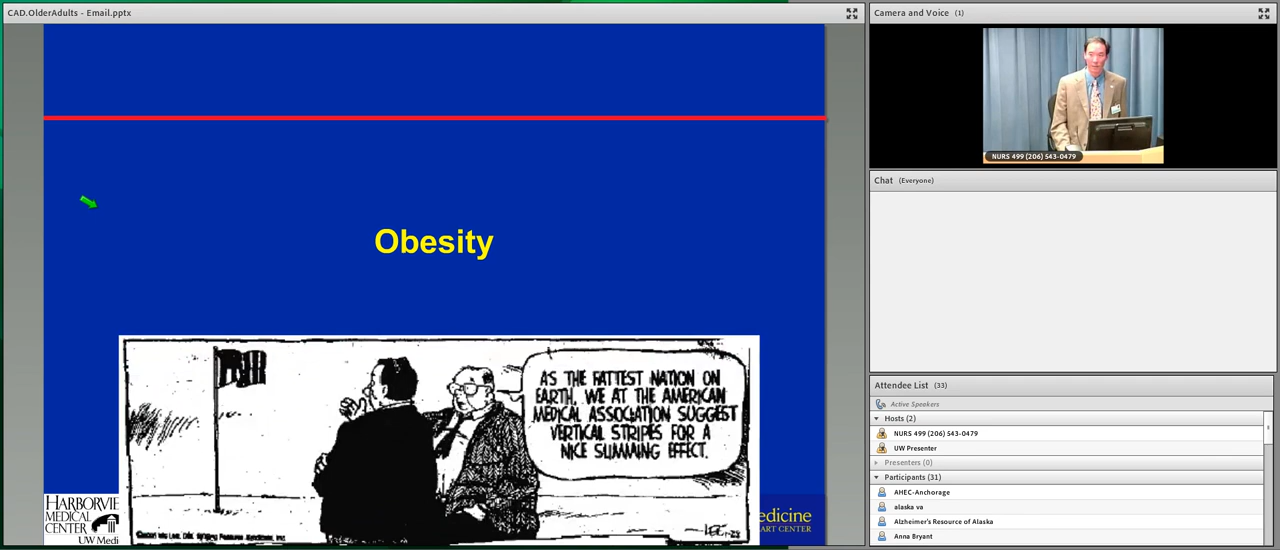 CAD.OlderAdults - Email.pptx
Obesity
AS THE FATTEST NATION ON
EARTH, WE AT THE AMERICAN
MEDICAL ASSOCIATION SUGGEST
VERTICAL STRIPES FOR A
NICE SLIMMING EFFECT.
HARBORVIE
MEDICAL
CENTER
UW Medi
edicine
ART CENTER
Camera and Voice (1)
NURS 499 (206) 543-0479
Chat (Everyone)
Attendee List (33)
Active Speakers
Hosts (2)
NURS 499 (206) 543-0479
UW Presenter
Presenters (0)
Participants (31)
AHEC-Anchorage
alaska va
Alzheimer's Resource of Alaska
Anna Bryant